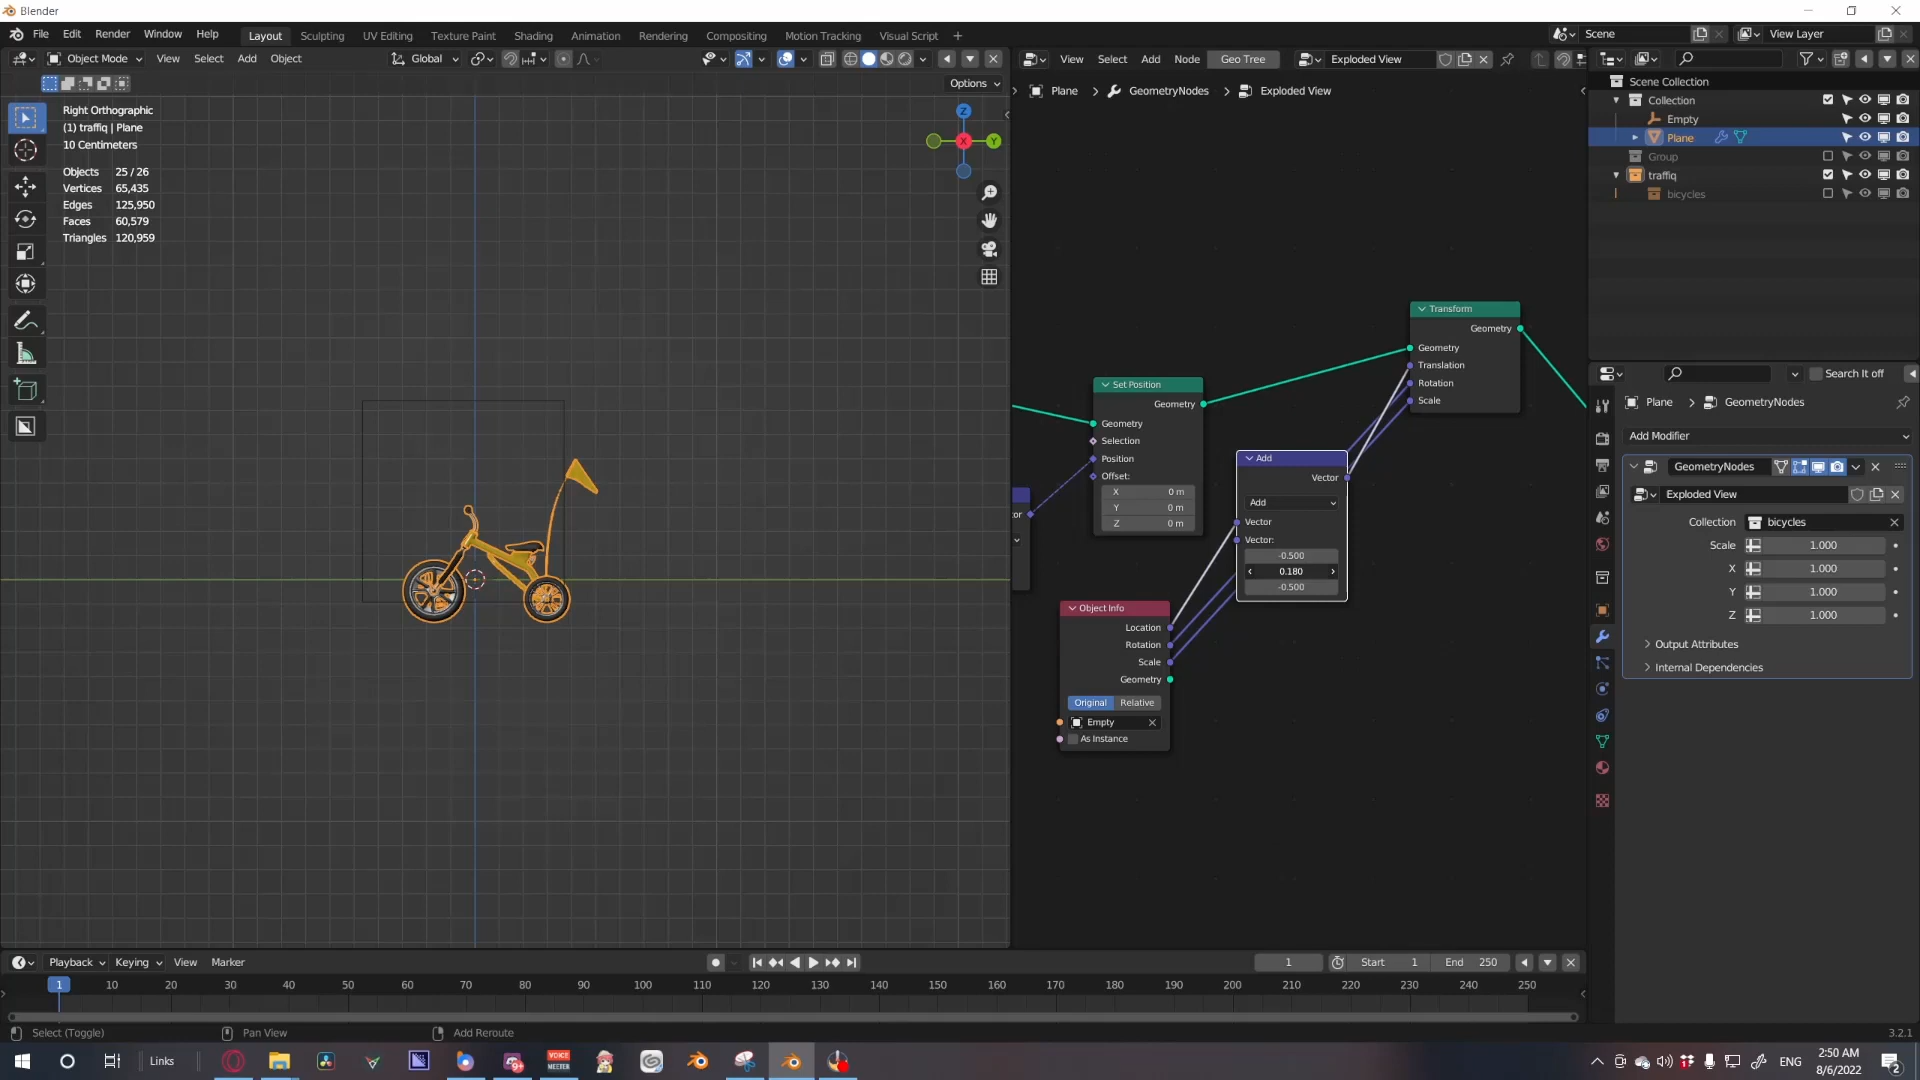 Blender
File Edit Render Window Help Layout Sculpting UV Editing Texture Paint Shading Animation Rendering Compositing Motion Tracking Visual Script + Scene View Layer
Object Mode View Select Add Object Global
View Select Add Node Geo Tree Exploded View
Options
Plane > GeometryNodes > Exploded View
Right Orthographic
(1) traffiq | Plane
10 Centimeters
Objects 25 / 26
Vertices 65,435
Edges 125,950
Faces 60,579
Triangles 120,959
Z
X
Y
Scene Collection
Collection
Empty
Plane
Group
traffiq
bicycles
Transform
Geometry
Geometry
Translation
Rotation
Scale
Set Position
Geometry
Geometry
Selection
Position
Offset:
X 0 m
Y 0 m
Z 0 m
tor
Add
Vector
Add
Vector
Vector:
-0.500
0.180
-0.500
Object Info
Location
Rotation
Scale
Geometry
Original Relative
Empty
As Instance
Search It off
Plane > GeometryNodes
Add Modifier
GeometryNodes
Exploded View
Collection bicycles
Scale 1.000
X 1.000
Y 1.000
Z 1.000
Output Attributes
Internal Dependencies
Playback Keying View Marker 1 Start 1 End 250
1 10 20 30 40 50 60 70 80 90 100 110 120 130 140 150 160 170 180 190 200 210 220 230 240 250
Select (Toggle) Pan View Add Reroute 3.2.1
Links VOICE MEETER 9+ ENG 2:50 AM
8/6/2022 2